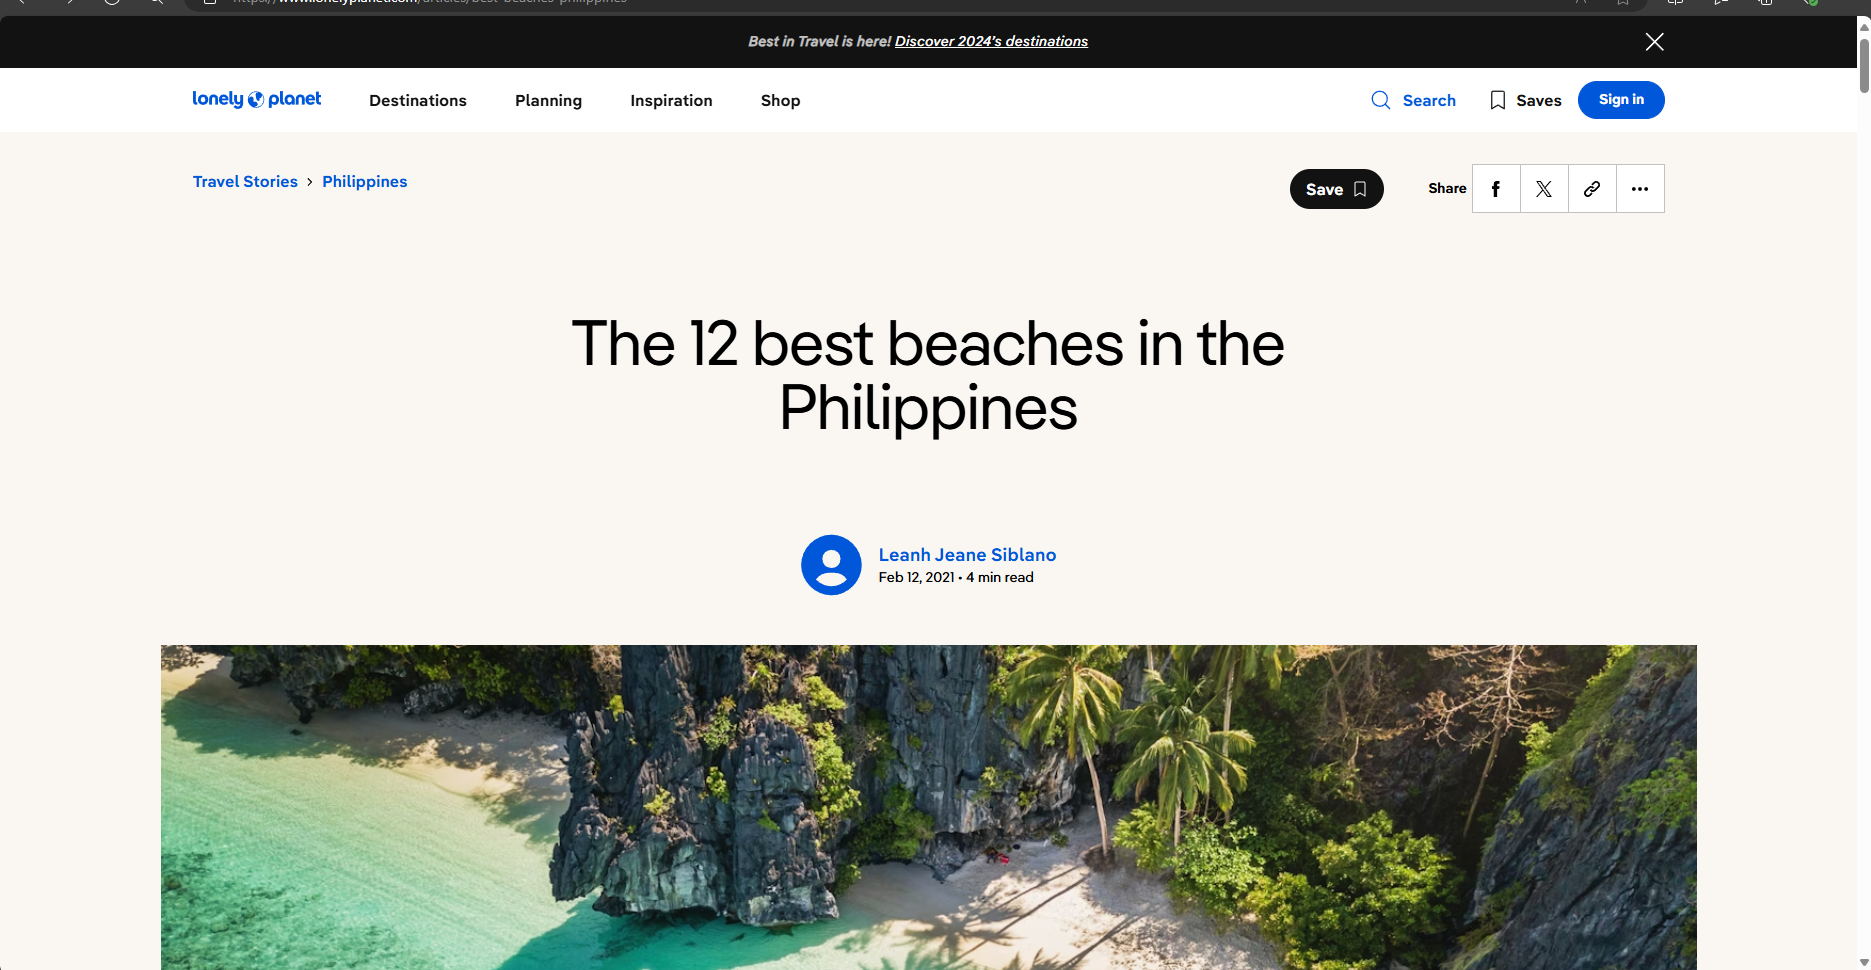 https://www.lonelyplanet.com/articles/best-beaches-philippines
Best in Travel is here! Discover 2024's destinations
lonely planet
Destinations
Planning
Inspiration
Shop
Search
Saves
Sign in
Travel Stories › Philippines
Save
Share
The 12 best beaches in the
Philippines
Leanh Jeane Siblano
Feb 12, 2021 • 4 min read